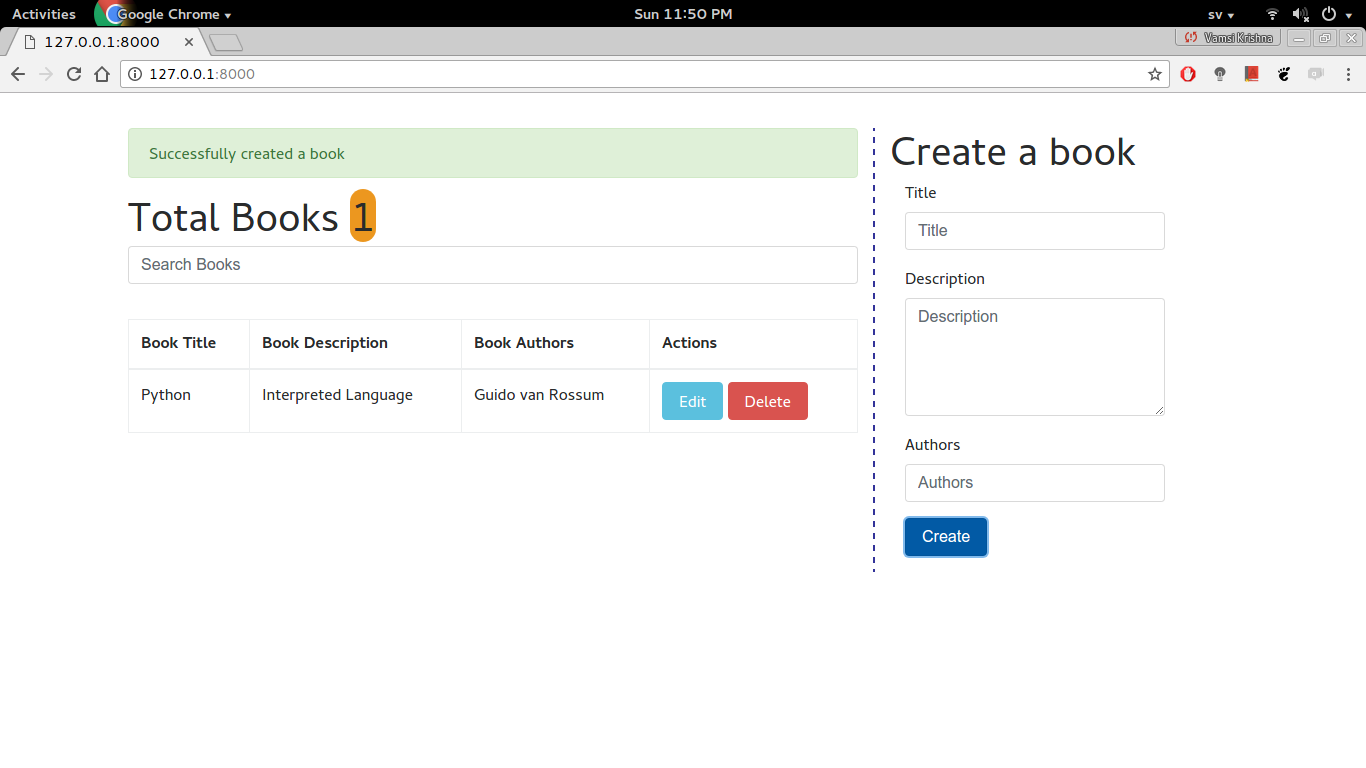 Activities Google Chrome Sun 11:50 PM sv
127.0.0.1:8000 Vamsi Krishna
127.0.0.1:8000
Successfully created a book
Total Books 1
Search Books
Book Title Book Description Book Authors Actions
Python Interpreted Language Guido van Rossum Edit Delete
Create a book
Title
Title
Description
Description
Authors
Authors
Create